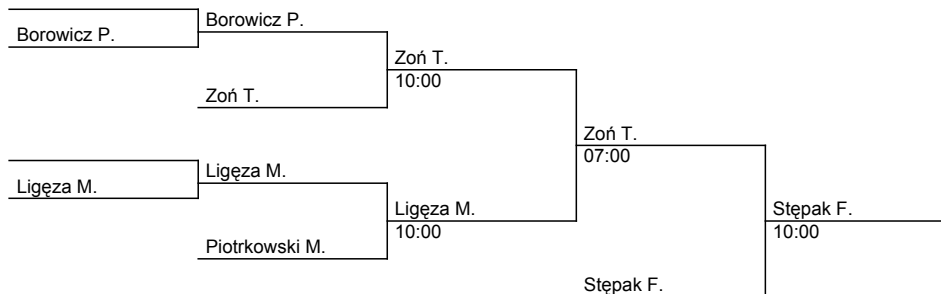 Borowicz P.
Borowicz P.
Zoń T.
10:00
Zoń T.
Zoń T.
07:00
Ligęza M.
Ligęza M.
Ligęza M.
10:00
Stępak F.
10:00
Piotrkowski M.
Stępak F.